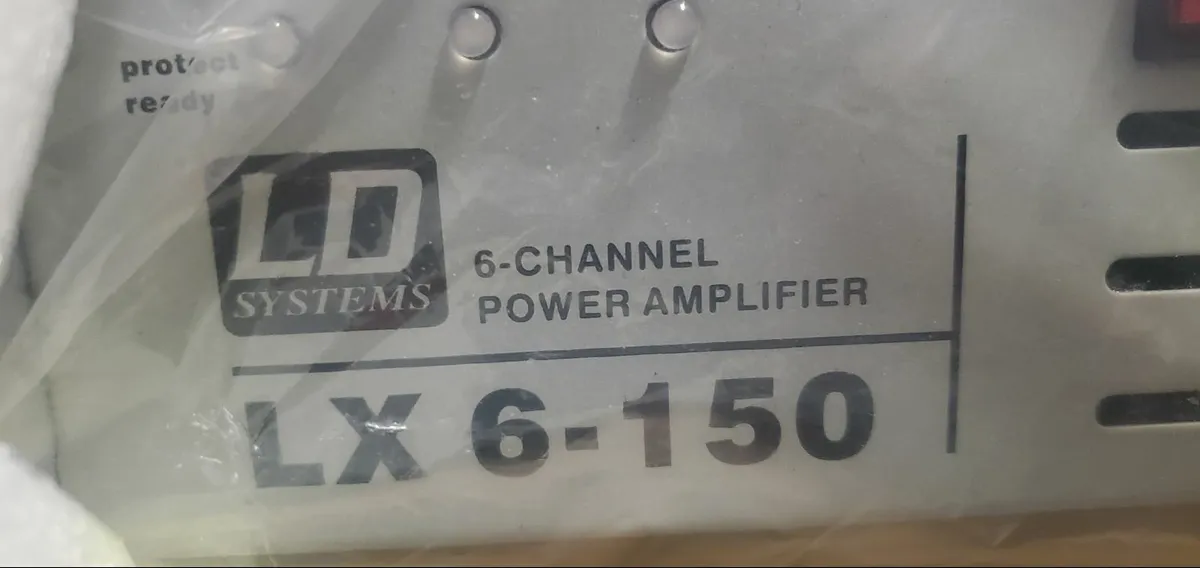 protect
ready
LD
SYSTEMS
6-CHANNEL
POWER AMPLIFIER
LX 6-150